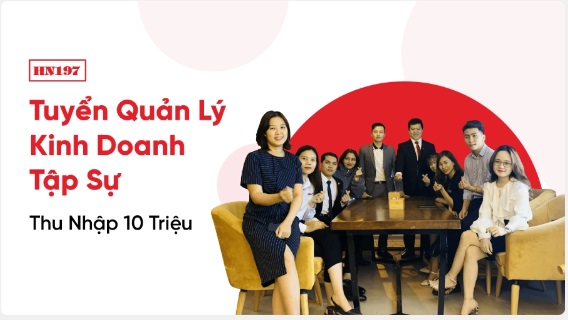 HN197
Tuyển Quản Lý
Kinh Doanh
Tập Sự
Thu Nhập 10 Triệu